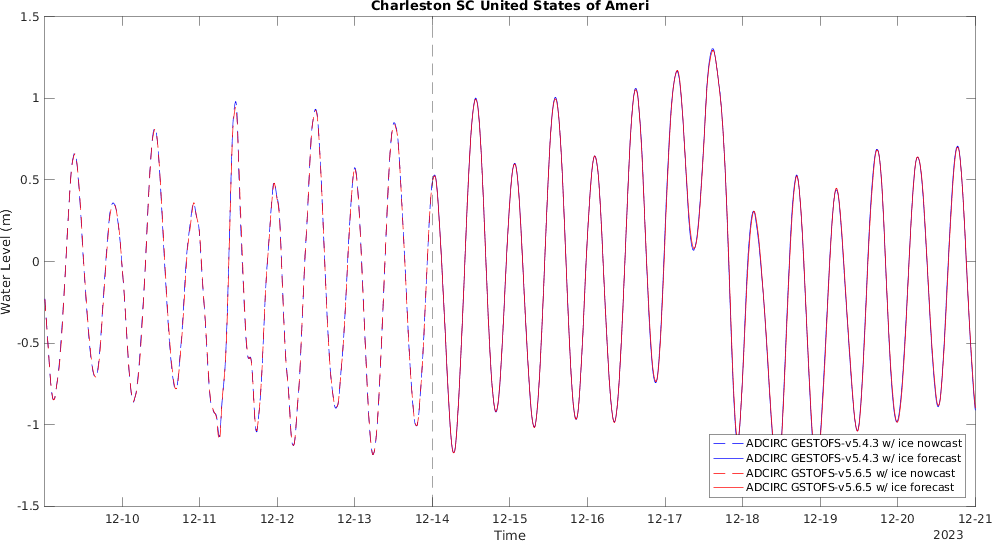 Charleston SC United States of Ameri
1.5
1
0.5
0
-0.5
-1
-1.5
Water Level (m)
12-10 12-11 12-12 12-13 12-14 12-15 12-16 12-17 12-18 12-19 12-20 12-21
Time
2023
ADCIRC GESTOFS-v5.4.3 w/ ice nowcast
ADCIRC GESTOFS-v5.4.3 w/ ice forecast
ADCIRC GSTOFS-v5.6.5 w/ ice nowcast
ADCIRC GSTOFS-v5.6.5 w/ ice forecast